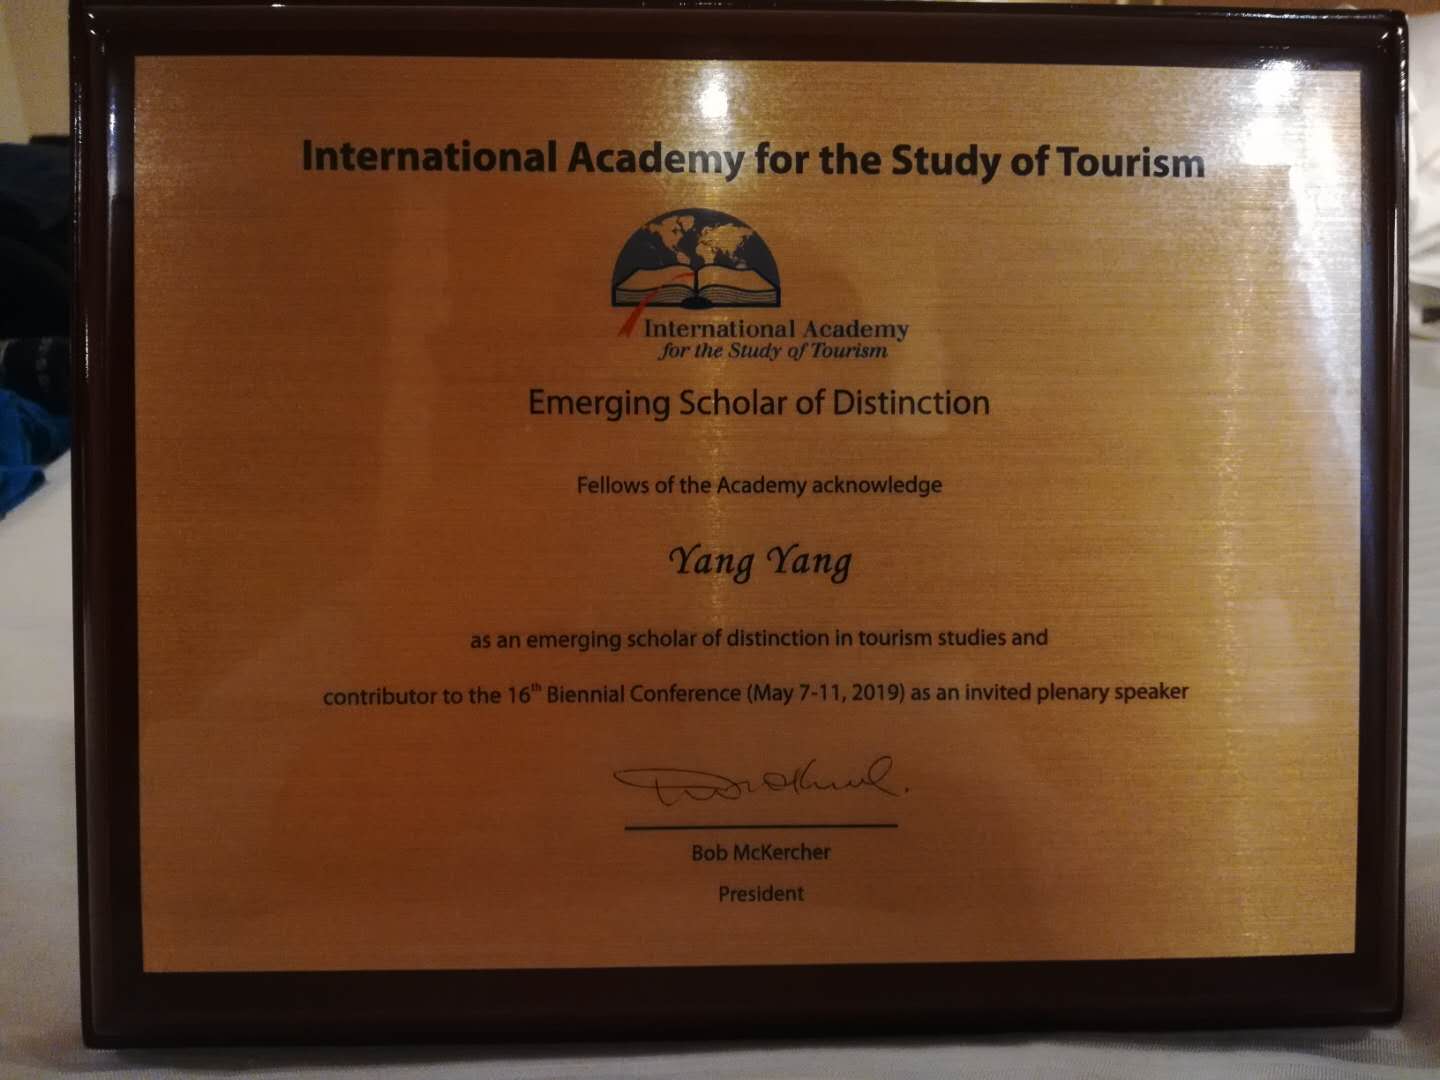 International Academy for the Study of Tourism
International Academy
for the Study of Tourism
Emerging Scholar of Distinction
Fellows of the Academy acknowledge
Yang Yang
as an emerging scholar of distinction in tourism studies and
contributor to the 16th Biennial Conference (May 7-11, 2019) as an invited plenary speaker
Bob McKercher
President